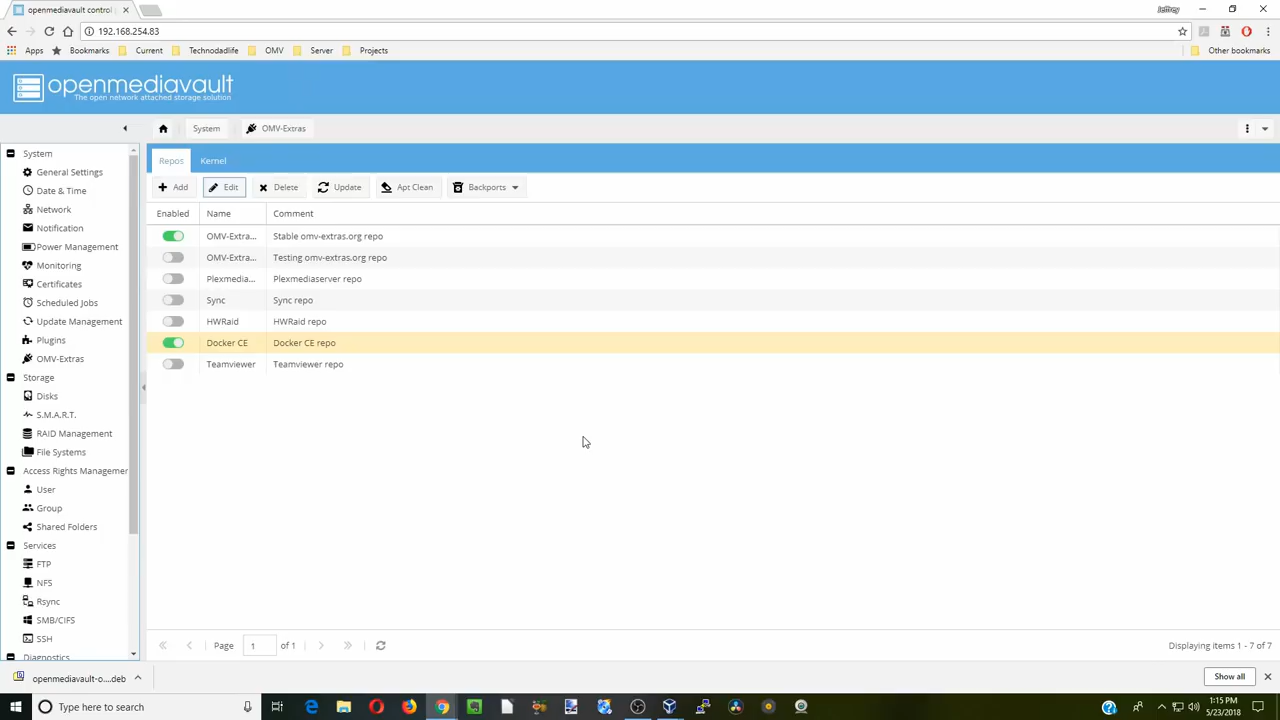 openmediavault control p
Jeffrey
192.168.254.83
Apps
Bookmarks
Current
Technodadlife
OMV
Server
Projects
Other bookmarks
openmediavault
The open network attached storage solution
System
OMV-Extras
System
General Settings
Date & Time
Network
Notification
Power Management
Monitoring
Certificates
Scheduled Jobs
Update Management
Plugins
OMV-Extras
Storage
Disks
S.M.A.R.T.
RAID Management
File Systems
Access Rights Managemen
User
Group
Shared Folders
Services
FTP
NFS
Rsync
SMB/CIFS
SSH
Diagnostics
Repos
Kernel
Add
Edit
Delete
Update
Apt Clean
Backports
Enabled Name Comment
OMV-Extra... Stable omv-extras.org repo
OMV-Extra... Testing omv-extras.org repo
Plexmedia... Plexmediaserver repo
Sync Sync repo
HWRaid HWRaid repo
Docker CE Docker CE repo
Teamviewer Teamviewer repo
Page 1 of 1
Displaying items 1 - 7 of 7
openmediavault-o....deb
Show all
Type here to search
1:15 PM
5/23/2018